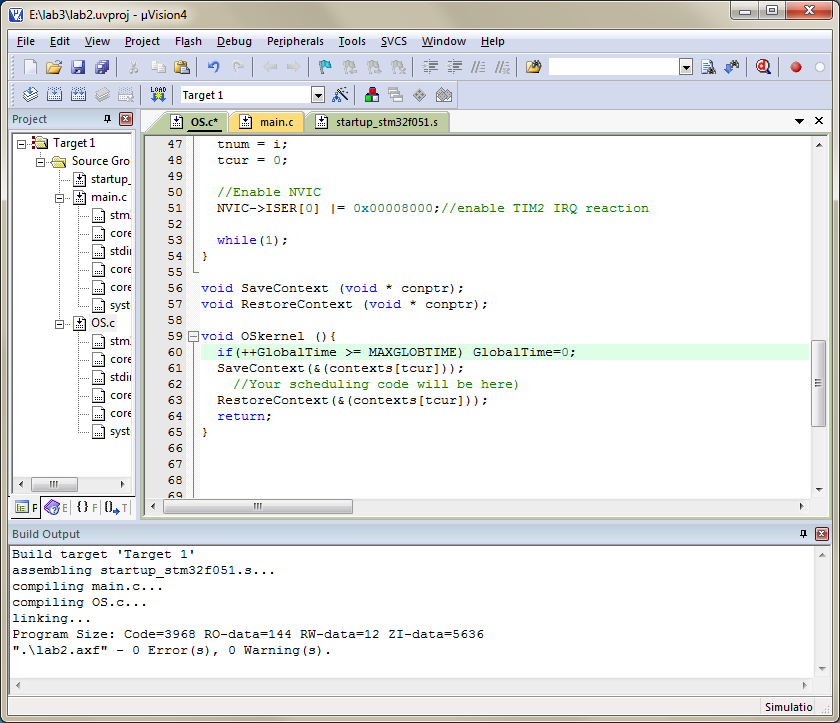 E:\lab3\lab2.uvproj - µVision4
File Edit View Project Flash Debug Peripherals Tools SVCS Window Help
LOAD Target 1
Project
OS.c* main.c startup_stm32f051.s
Target 1
Source Gro
startup_
main.c
stm
core
stdi
core
core
syst
OS.c
stm
core
stdi
core
core
syst
47 tnum = i;
48 tcur = 0;
49
50 //Enable NVIC
51 NVIC->ISER[0] |= 0x00008000;//enable TIM2 IRQ reaction
52
53 while(1);
54 }
55
56 void SaveContext (void * conptr);
57 void RestoreContext (void * conptr);
58
59 void OSkernel (){
60 if(++GlobalTime >= MAXGLOBTIME) GlobalTime=0;
61 SaveContext(&(contexts[tcur]));
62 //Your scheduling code will be here)
63 RestoreContext(&(contexts[tcur]));
64 return;
65 }
66
67
68
69
P E {} F 0 T
Build Output
Build target 'Target 1'
assembling startup_stm32f051.s...
compiling main.c...
compiling OS.c...
linking...
Program Size: Code=3968 RO-data=144 RW-data=12 ZI-data=5636
".\lab2.axf" - 0 Error(s), 0 Warning(s).
Simulatio